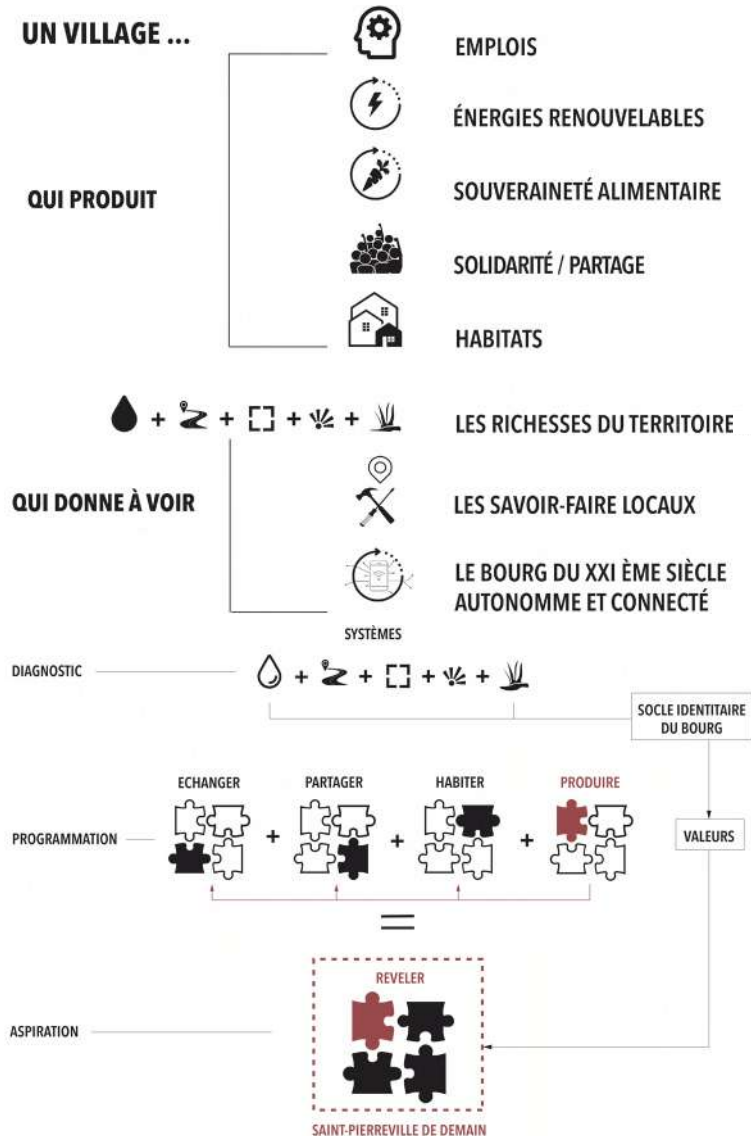 UN VILLAGE ...
EMPLOIS
ÉNERGIES RENOUVELABLES
QUI PRODUIT
SOUVERAINETÉ ALIMENTAIRE
SOLIDARITÉ / PARTAGE
HABITATS
+ + + +
LES RICHESSES DU TERRITOIRE
QUI DONNE À VOIR
LES SAVOIR-FAIRE LOCAUX
LE BOURG DU XXI ÈME SIÈCLE
AUTONOMME ET CONNECTÉ
SYSTÈMES
DIAGNOSTIC
+ + + +
SOCLE IDENTITAIRE
DU BOURG
ECHANGER
PARTAGER
HABITER
PRODUIRE
PROGRAMMATION
+ + +
VALEURS
=
REVELER
ASPIRATION
SAINT-PIERREVILLE DE DEMAIN